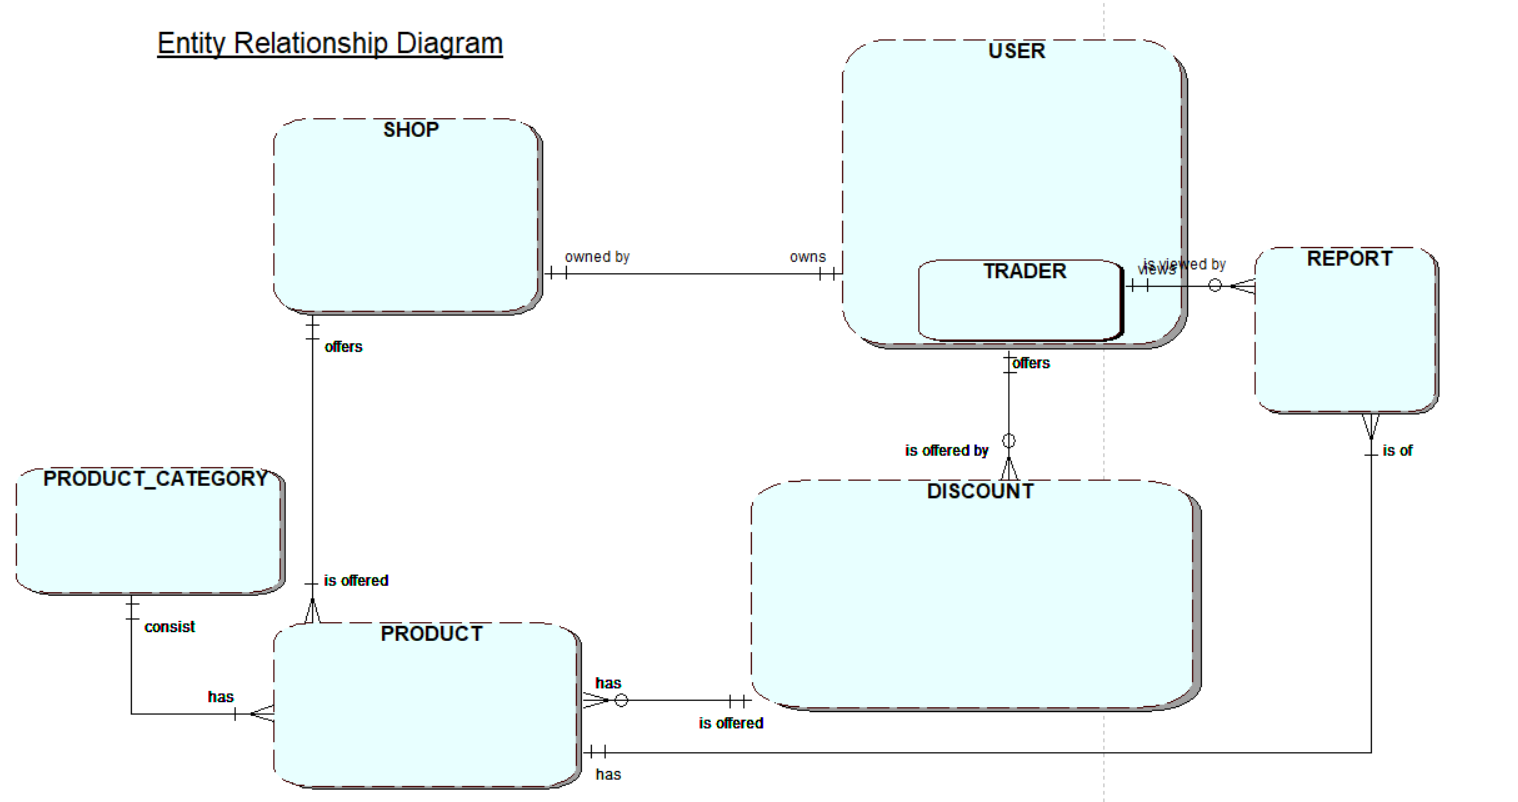 Entity Relationship Diagram
USER
SHOP
owned by
owns
TRADER
is viewed by
views
REPORT
offers
offers
is offered by
is of
PRODUCT_CATEGORY
DISCOUNT
is offered
consist
PRODUCT
has
has
is offered
has